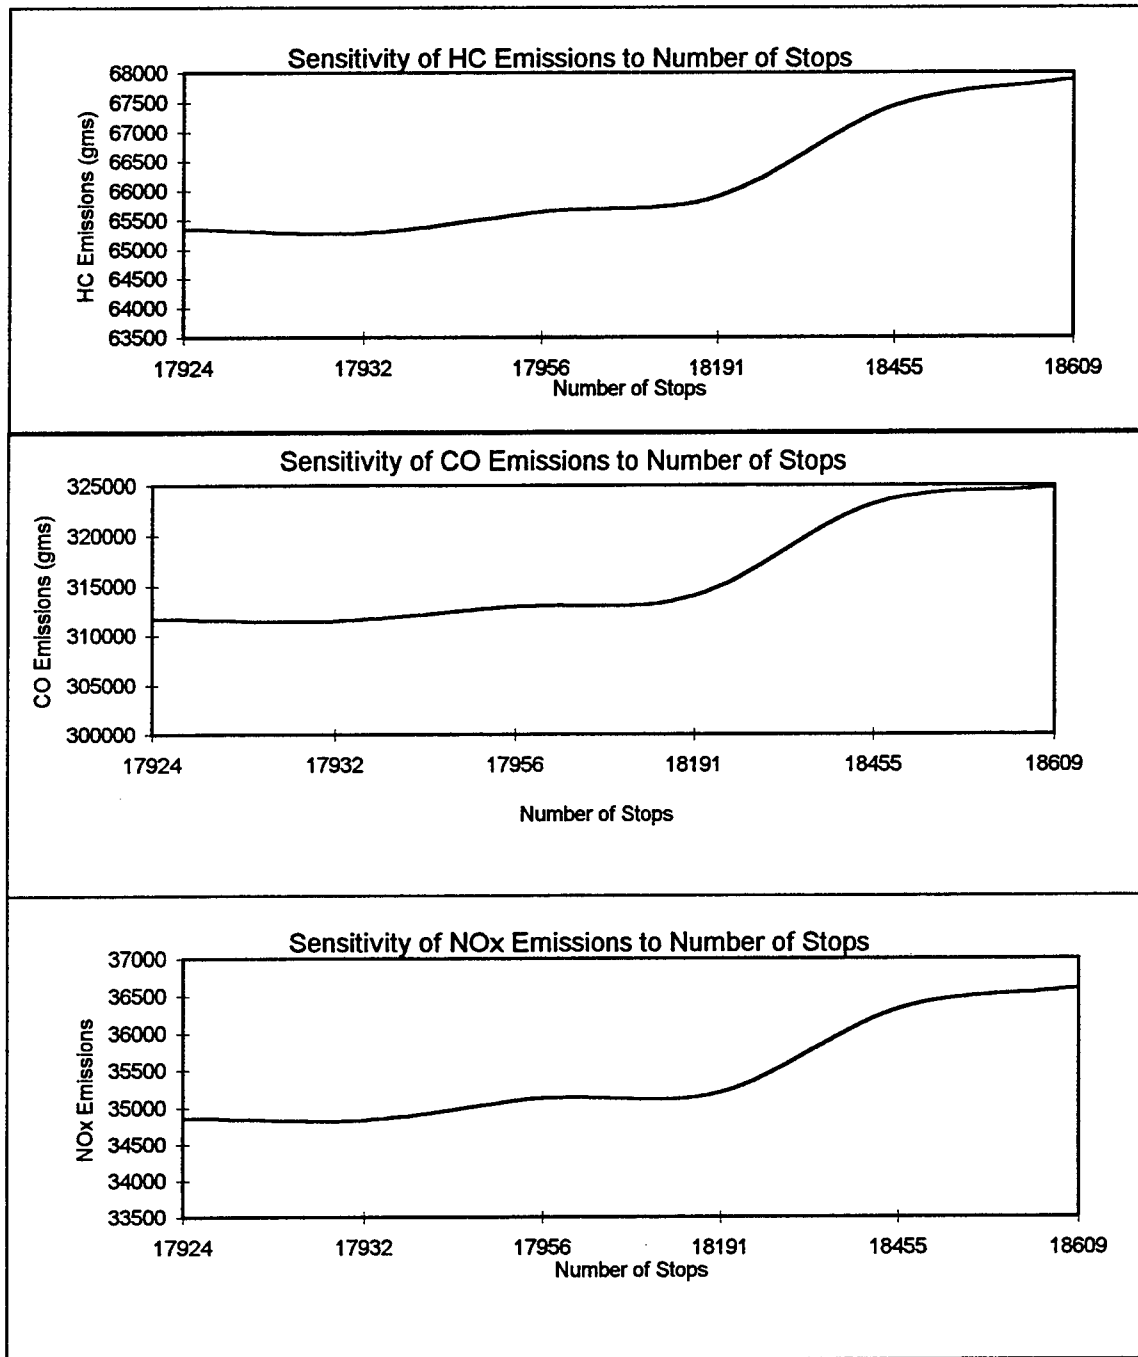 Sensitivity of HC Emissions to Number of Stops
68000
67500
67000
66500
66000
65500
65000
64500
64000
63500
HC Emissions (gms)
17924 17932 17956 18191 18455 18609
Number of Stops
Sensitivity of CO Emissions to Number of Stops
325000
320000
315000
310000
305000
300000
CO Emissions (gms)
17924 17932 17956 18191 18455 18609
Number of Stops
Sensitivity of NOx Emissions to Number of Stops
37000
36500
36000
35500
35000
34500
34000
33500
NOx Emissions
17924 17932 17956 18191 18455 18609
Number of Stops